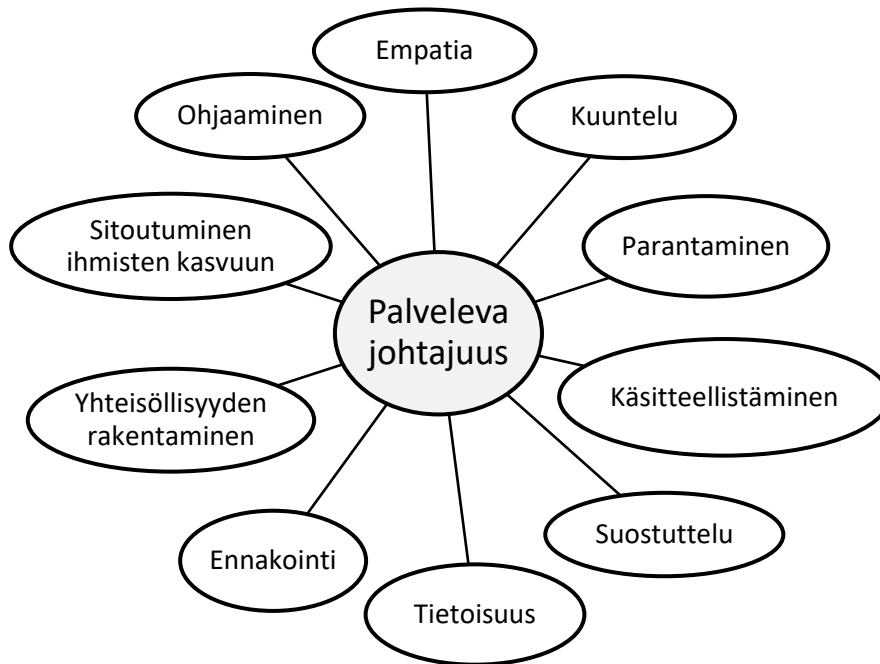 Empatia
Ohjaaminen
Kuuntelu
Sitoutuminen
ihmisten kasvuun
Parantaminen
Palveleva
johtajuus
Käsitteellistäminen
Yhteisöllisyyden
rakentaminen
Suostuttelu
Ennakointi
Tietoisuus